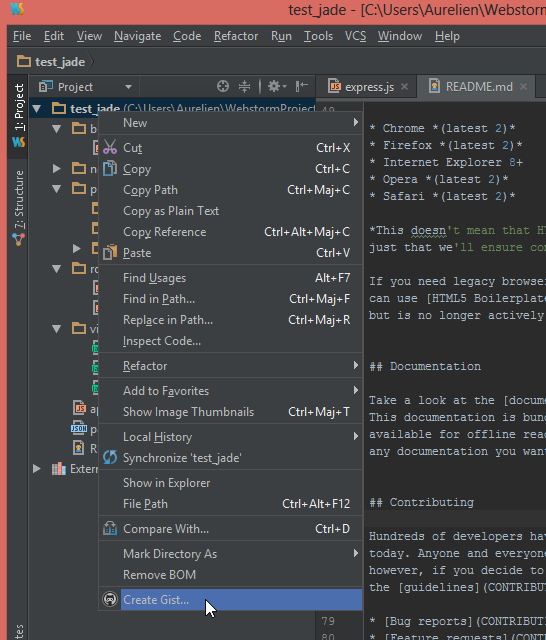 test_jade - [C:\Users\Aurelien\Webstorm
File Edit View Navigate Code Refactor Run Tools VCS Window Help
test_jade
Project
express.js
README.md
1: Project
7: Structure
test_jade (C:\Users\Aurelien\WebstormProject
New
Cut Ctrl+X
Copy Ctrl+C
Copy Path Ctrl+Maj+C
Copy as Plain Text
Copy Reference Ctrl+Alt+Maj+C
Paste Ctrl+V
Find Usages Alt+F7
Find in Path... Ctrl+Maj+F
Replace in Path... Ctrl+Maj+R
Inspect Code...
Refactor
Add to Favorites
Show Image Thumbnails Ctrl+Maj+T
Local History
Synchronize 'test_jade'
Show in Explorer
File Path Ctrl+Alt+F12
Compare With... Ctrl+D
Mark Directory As
Remove BOM
Create Gist...
b
n
p
ro
vi
ap
p
R
Extern
* Chrome *(latest 2)*
* Firefox *(latest 2)*
* Internet Explorer 8+
* Opera *(latest 2)*
* Safari *(latest 2)*
*This doesn't mean that H
just that we'll ensure co
If you need legacy browse
can use [HTML5 Boilerplat
but is no longer actively
## Documentation
Take a look at the [docum
This documentation is bun
available for offline rea
any documentation you wan
## Contributing
Hundreds of developers ha
today. Anyone and everyon
however, if you decide to
the [guidelines](CONTRIBU
79 * [Bug reports](CONTRIBUT
80 * [Feature requests](CONT